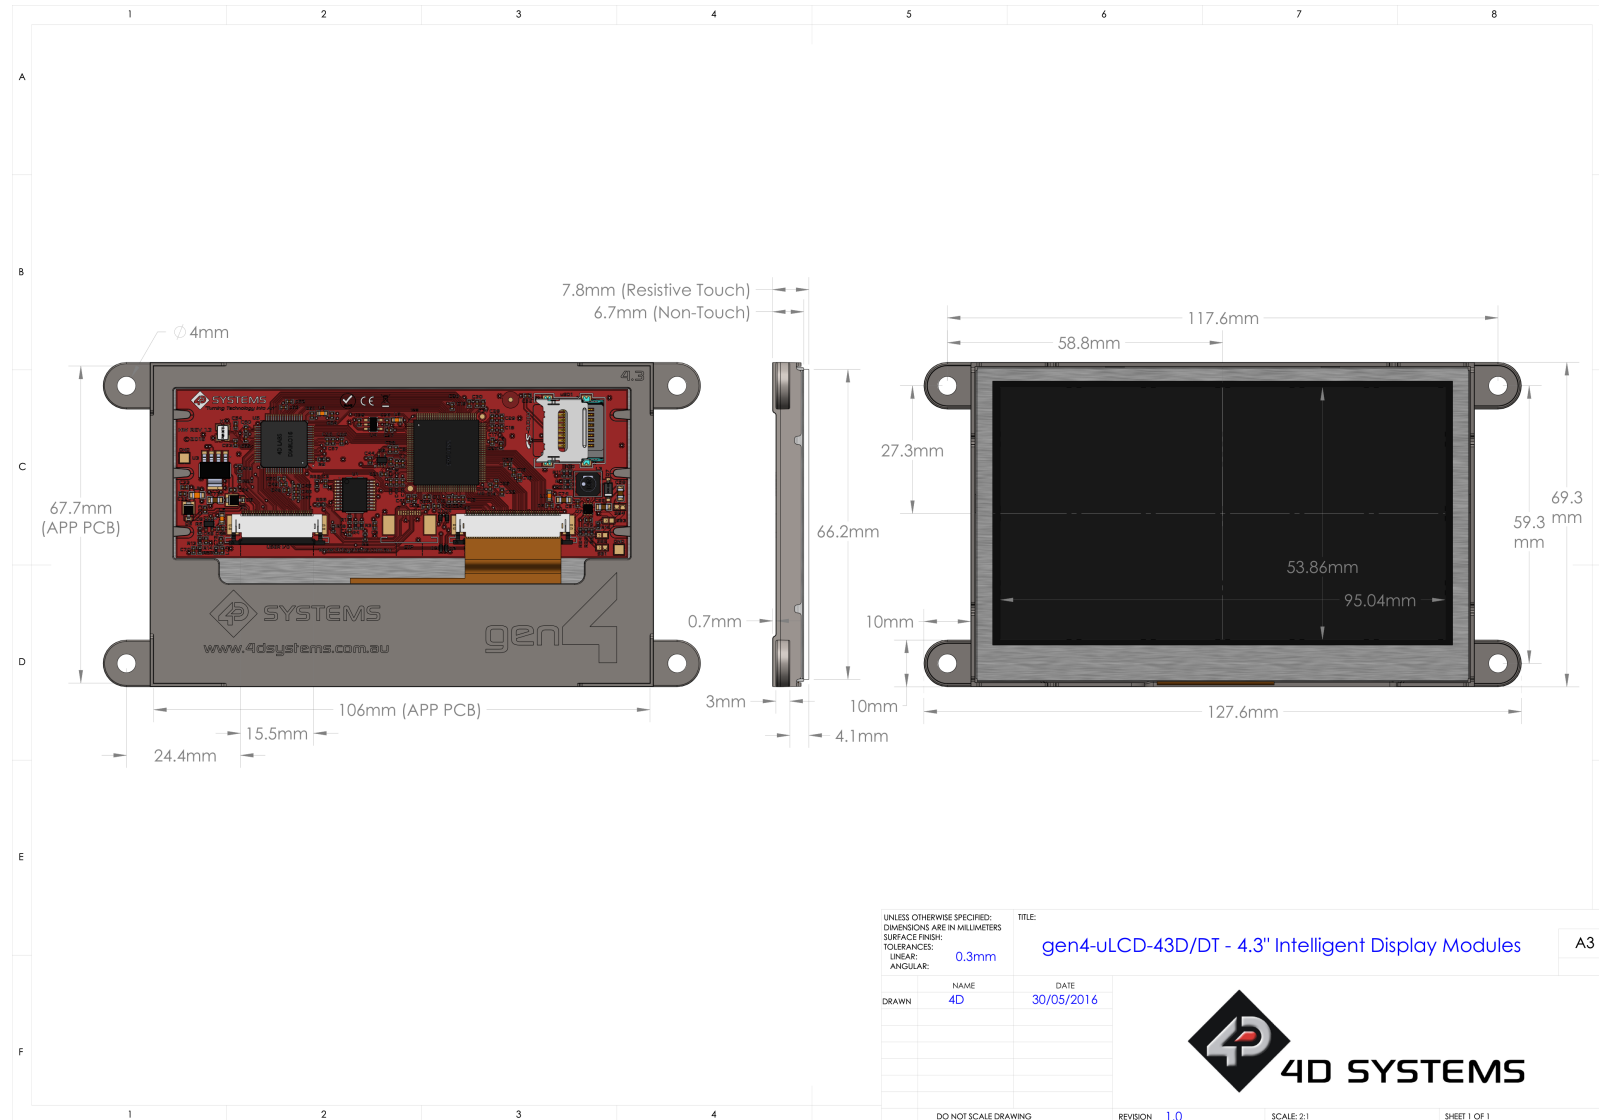 1 2 3 4 5 6 7 8
A
B
C
D
E
F
7.8mm (Resistive Touch)
6.7mm (Non-Touch)
∅ 4mm
67.7mm
(APP PCB)
4.3
SYSTEMS
CE
SYSTEMS
www.4dsystems.com.au
gen4
106mm (APP PCB)
15.5mm
24.4mm
66.2mm
0.7mm
3mm
4.1mm
117.6mm
58.8mm
27.3mm
10mm
10mm
53.86mm
95.04mm
59.3
mm
69.3
mm
127.6mm
UNLESS OTHERWISE SPECIFIED:
DIMENSIONS ARE IN MILLIMETERS
SURFACE FINISH:
TOLERANCES:
LINEAR: 0.3mm
ANGULAR:
TITLE:
gen4-uLCD-43D/DT - 4.3" Intelligent Display Modules
A3
NAME DATE
DRAWN 4D 30/05/2016
4D SYSTEMS
DO NOT SCALE DRAWING
REVISION 1.0
SCALE: 2:1
SHEET 1 OF 1
1 2 3 4